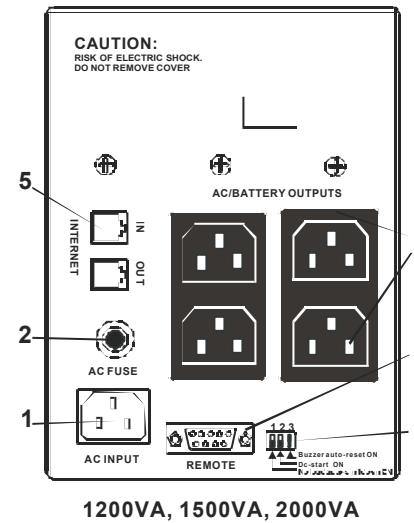 CAUTION:
RISK OF ELECTRIC SHOCK.
DO NOT REMOVE COVER
AC/BATTERY OUTPUTS
5
IN
INTERNET
OUT
2
AC FUSE
1
AC INPUT
REMOTE
1 2 3
Buzzer auto-reset ON
Dc-start ON
1200VA, 1500VA, 2000VA